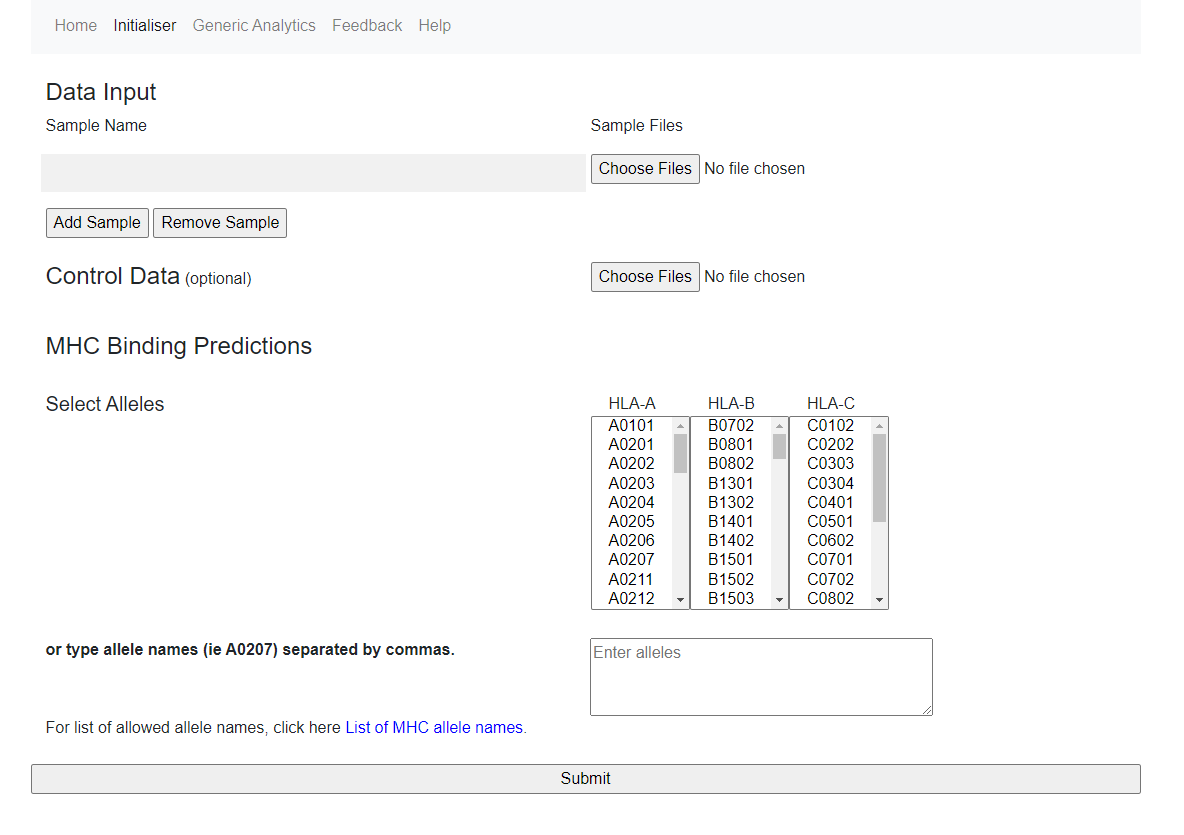 Home Initialiser Generic Analytics Feedback Help
Data Input
Sample Name Sample Files
Choose Files No file chosen
Add Sample Remove Sample
Control Data (optional) Choose Files No file chosen
MHC Binding Predictions
Select Alleles HLA-A HLA-B HLA-C
A0101 B0702 C0102
A0201 B0801 C0202
A0202 B0802 C0303
A0203 B1301 C0304
A0204 B1302 C0401
A0205 B1401 C0501
A0206 B1402 C0602
A0207 B1501 C0701
A0211 B1502 C0702
A0212 B1503 C0802
or type allele names (ie A0207) separated by commas. Enter alleles
For list of allowed allele names, click here List of MHC allele names.
Submit